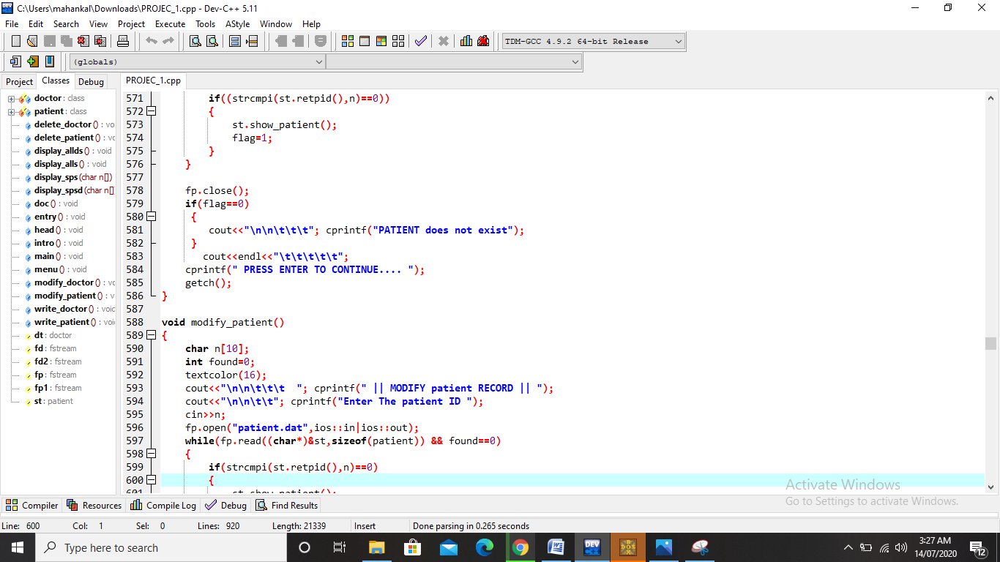 C:\Users\mahankal\Downloads\PROJEC_1.cpp - Dev-C++ 5.11
File Edit Search View Project Execute Tools AStyle Window Help
TDM-GCC 4.9.2 64-bit Release
(globals)
Project Classes Debug
PROJEC_1.cpp
doctor : class
patient : class
delete_doctor () : vo
delete_patient () : vo
display_allds () : void
display_alls () : void
display_sps (char n[])
display_spsd (char n[]
doc () : void
entry () : void
head () : void
intro () : void
main () : void
menu () : void
modify_doctor () : vo
modify_patient () : v
write_doctor () : voic
write_patient () : voi
dt : doctor
fd : fstream
fd2 : fstream
fp : fstream
fp1 : fstream
st : patient
571 if((strcmpi(st.retpid(),n)==0))
572 {
573 st.show_patient();
574 flag=1;
575 }
576 }
577
578 fp.close();
579 if(flag==0)
580 {
581 cout<<"\n\n\t\t\t"; cprintf("PATIENT does not exist");
582 }
583 cout<<endl<<"\t\t\t\t\t";
584 cprintf(" PRESS ENTER TO CONTINUE.... ");
585 getch();
586 }
587
588 void modify_patient()
589 {
590 char n[10];
591 int found=0;
592 textcolor(16);
593 cout<<"\n\n\t\t\t  "; cprintf(" || MODIFY patient RECORD || ");
594 cout<<"\n\n\t\t"; cprintf("Enter The patient ID ");
595 cin>>n;
596 fp.open("patient.dat",ios::in|ios::out);
597 while(fp.read((char*)&st,sizeof(patient)) && found==0)
598 {
599 if(strcmpi(st.retpid(),n)==0)
600 {
601 st.show_patient();
Activate Windows
Go to Settings to activate Windows.
Compiler Resources Compile Log Debug Find Results
Line: 600 Col: 1 Sel: 0 Lines: 920 Length: 21339 Insert Done parsing in 0.265 seconds
Type here to search
DEV
DOS
3:27 AM
14/07/2020
12